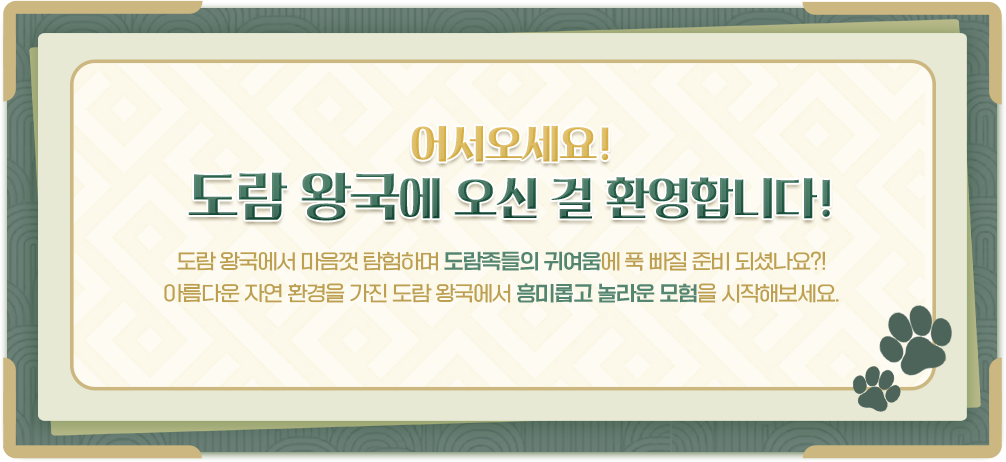 어서오세요!
도람 왕국에 오신 걸 환영합니다!
도람 왕국에서 마음껏 탐험하며 도람족들의 귀여움에 푹 빠질 준비 되셨나요?!
아름다운 자연 환경을 가진 도람 왕국에서 흥미롭고 놀라운 모험을 시작해보세요.